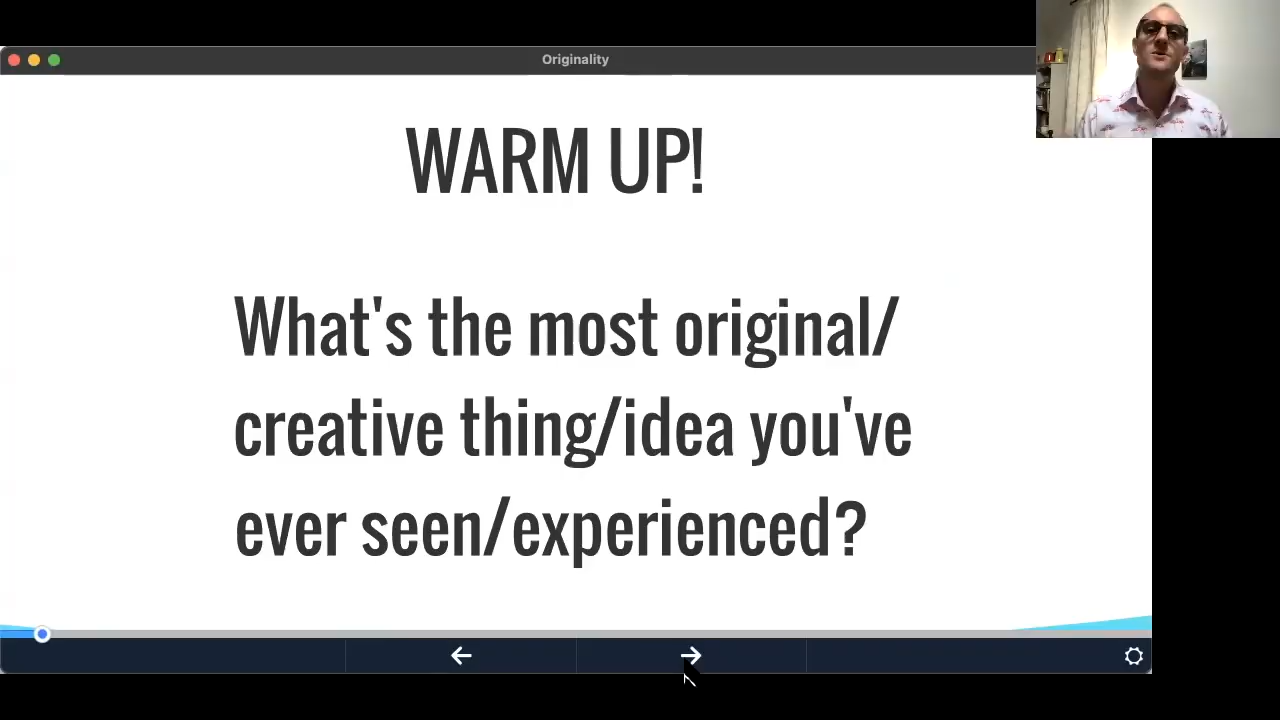 Originality
WARM UP!
What's the most original/
creative thing/idea you've
ever seen/experienced?